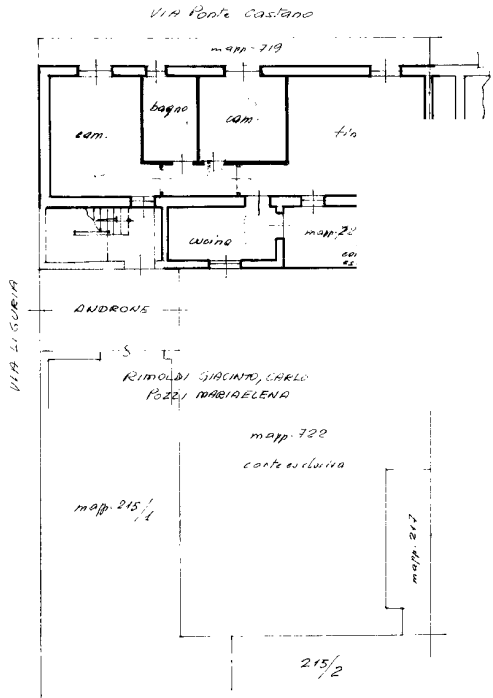 VIA Ponte Castano
mapp. 719
cam.
bagno
cam.
cucina
mapp. 22
ANDRONE
VIA LIGURIA
RIMOLDI GIACINTO, CARLO
POZZI MARIAELENA
mapp. 722
corte esclusiva
mapp. 215/1
mapp. 217
215/2